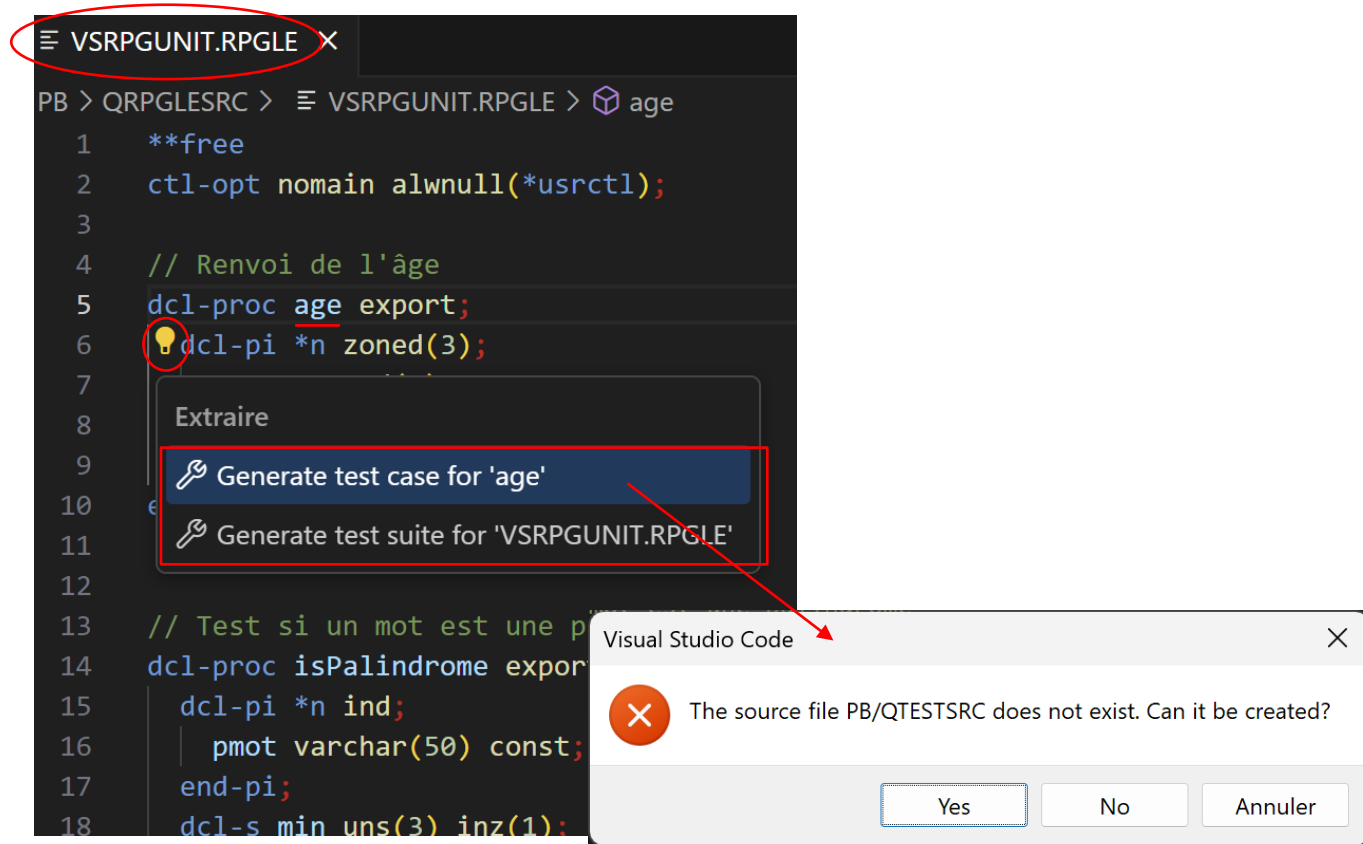 VSRPGUNIT.RPGLE
PB > QRPGLESRC > VSRPGUNIT.RPGLE > age
1 **free
2 ctl-opt nomain alwnull(*usrctl);
3
4 // Renvoi de l'âge
5 dcl-proc age export;
6 dcl-pi *n zoned(3);
7
8
9
10 e
11
12
13 // Test si un mot est une p
14 dcl-proc isPalindrome expor
15 dcl-pi *n ind;
16 pmot varchar(50) const;
17 end-pi;
18 dcl-s min uns(3) inz(1);
Extraire
Generate test case for 'age'
Generate test suite for 'VSRPGUNIT.RPGLE'
Visual Studio Code
The source file PB/QTESTSRC does not exist. Can it be created?
Yes
No
Annuler